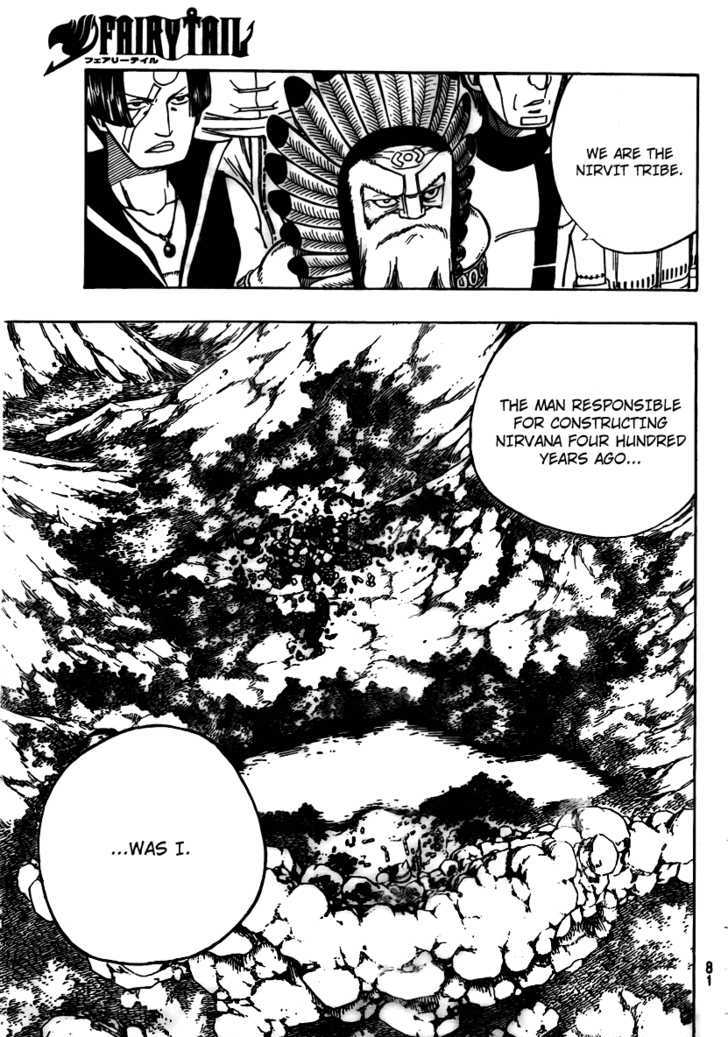 FAIRY TAIL
フェアリーテイル
WE ARE THE
NIRVIT TRIBE.
THE MAN RESPONSIBLE
FOR CONSTRUCTING
NIRVANA FOUR HUNDRED
YEARS AGO...
...WAS I.
81